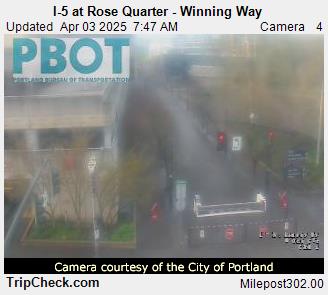 I-5 at Rose Quarter - Winning Way
Updated Apr 03 2025 7:47 AM Camera 4
PBOT
PORTLAND BUREAU OF TRANSPORTATION
Camera courtesy of the City of Portland
TripCheck.com Milepost302.00